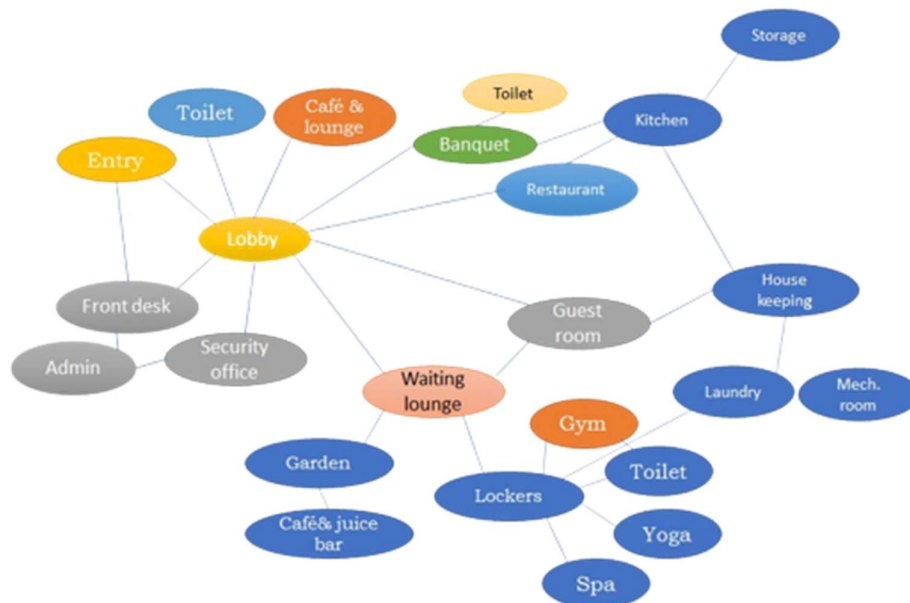 Storage
Toilet
Toilet
Café &
lounge
Kitchen
Banquet
Entry
Restaurant
Lobby
House
keeping
Front desk
Guest
room
Security
office
Admin
Waiting
lounge
Laundry
Mech.
room
Gym
Garden
Toilet
Lockers
Café& juice
bar
Yoga
Spa